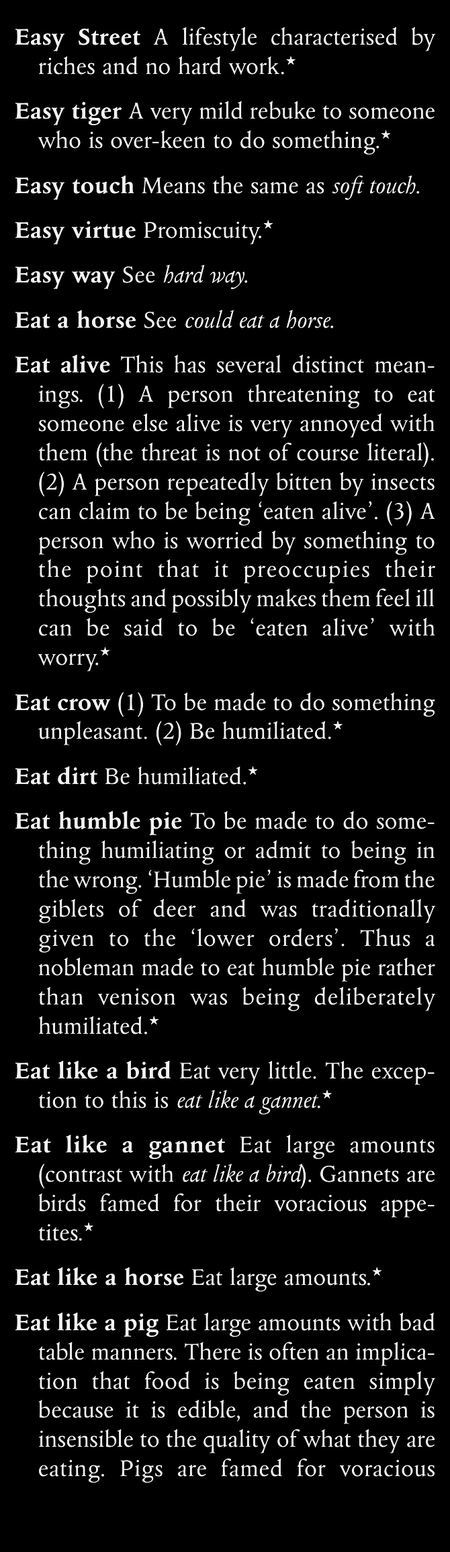 Easy Street A lifestyle characterised by
riches and no hard work.★
Easy tiger A very mild rebuke to someone
who is over-keen to do something.★
Easy touch Means the same as soft touch.
Easy virtue Promiscuity.★
Easy way See hard way.
Eat a horse See could eat a horse.
Eat alive This has several distinct mean-
ings. (1) A person threatening to eat
someone else alive is very annoyed with
them (the threat is not of course literal).
(2) A person repeatedly bitten by insects
can claim to be being ‘eaten alive’. (3) A
person who is worried by something to
the point that it preoccupies their
thoughts and possibly makes them feel ill
can be said to be ‘eaten alive’ with
worry.★
Eat crow (1) To be made to do something
unpleasant. (2) Be humiliated.★
Eat dirt Be humiliated.★
Eat humble pie To be made to do some-
thing humiliating or admit to being in
the wrong. ‘Humble pie’ is made from the
giblets of deer and was traditionally
given to the ‘lower orders’. Thus a
nobleman made to eat humble pie rather
than venison was being deliberately
humiliated.★
Eat like a bird Eat very little. The excep-
tion to this is eat like a gannet.★
Eat like a gannet Eat large amounts
(contrast with eat like a bird). Gannets are
birds famed for their voracious appe-
tites.★
Eat like a horse Eat large amounts.★
Eat like a pig Eat large amounts with bad
table manners. There is often an implica-
tion that food is being eaten simply
because it is edible, and the person is
insensible to the quality of what they are
eating. Pigs are famed for voracious